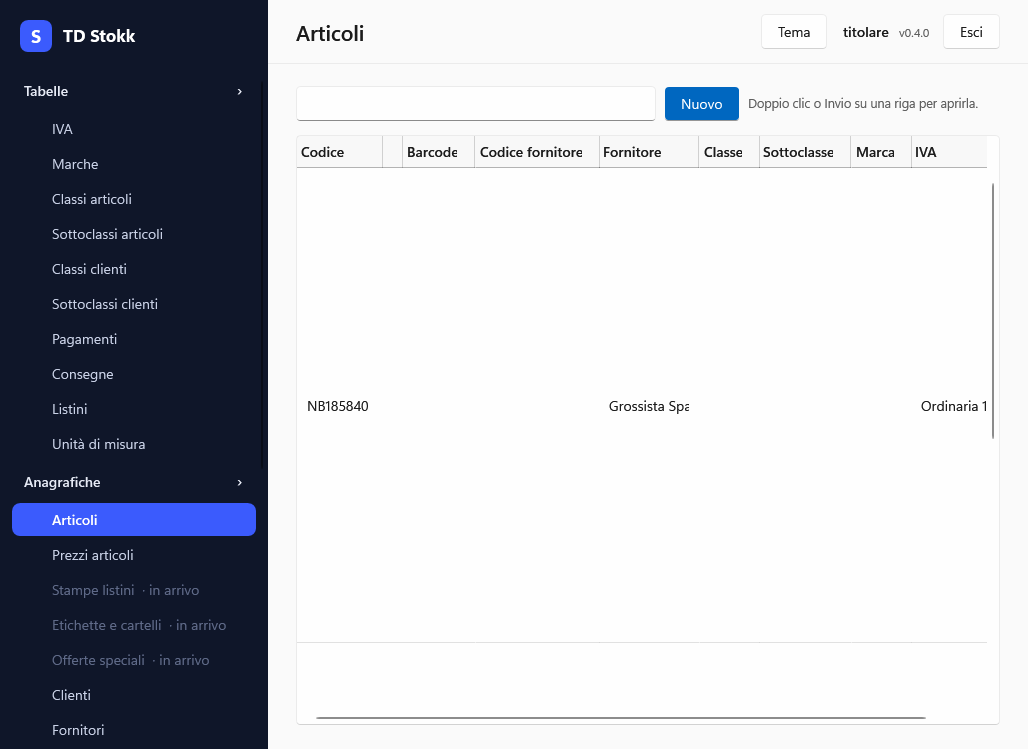 S TD Stokk
Tabelle
IVA
Marche
Classi articoli
Sottoclassi articoli
Classi clienti
Sottoclassi clienti
Pagamenti
Consegne
Listini
Unità di misura
Anagrafiche
Articoli
Prezzi articoli
Stampe listini · in arrivo
Etichette e cartelli · in arrivo
Offerte speciali · in arrivo
Clienti
Fornitori
Articoli
Tema titolare v0.4.0 Esci
Nuovo Doppio clic o Invio su una riga per aprirla.
Codice Barcode Codice fornitore Fornitore Classe Sottoclasse Marca IVA
NB185840 Grossista Spa Ordinaria 1